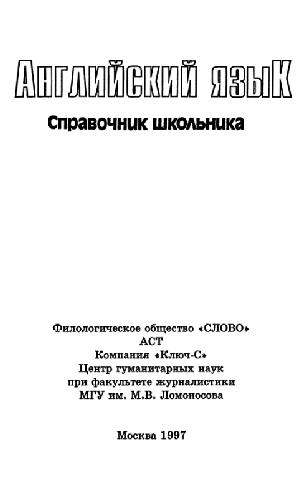 Английский язык
Справочник школьника
Филологическое общество «СЛОВО»
АСТ
Компания «Ключ-С»
Центр гуманитарных наук
при факультете журналистики
МГУ им. М.В. Ломоносова
Москва 1997